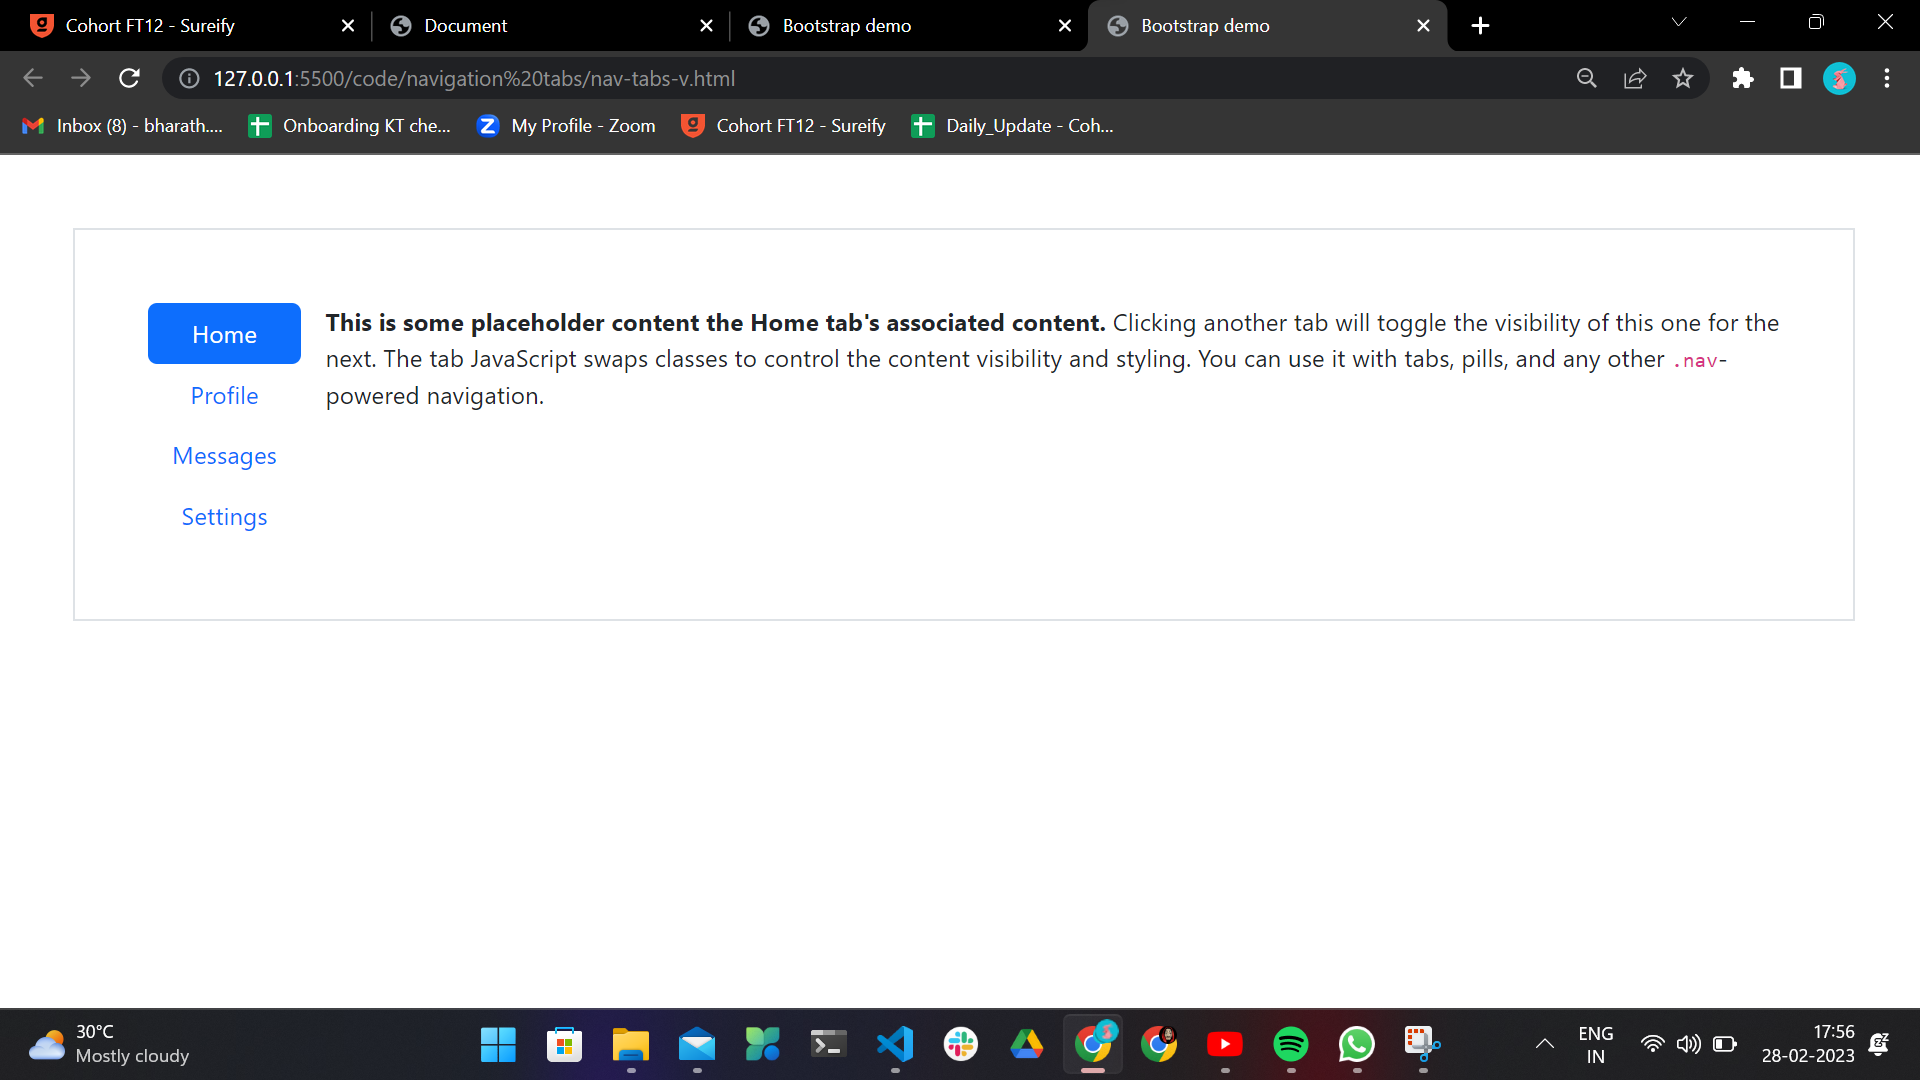 Cohort FT12 - Sureify
Document
Bootstrap demo
Bootstrap demo
127.0.0.1:5500/code/navigation%20tabs/nav-tabs-v.html
Inbox (8) - bharath....
Onboarding KT che...
My Profile - Zoom
Cohort FT12 - Sureify
Daily_Update - Coh...
Home
Profile
Messages
Settings
This is some placeholder content the Home tab's associated content. Clicking another tab will toggle the visibility of this one for the
next. The tab JavaScript swaps classes to control the content visibility and styling. You can use it with tabs, pills, and any other .nav-
powered navigation.
30°C
Mostly cloudy
ENG
IN
17:56
28-02-2023